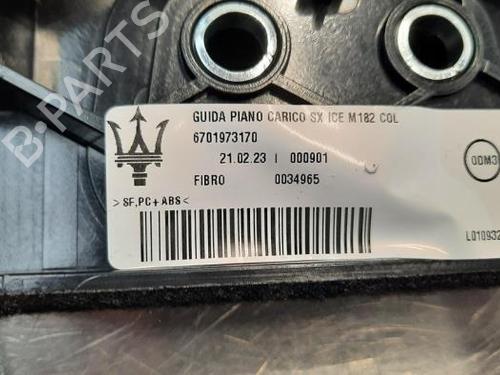 GUIDA PIANO CARICO SX ICE M182 COL
6701973170
21.02.23 | 000901
FIBRO 0034965
>SF,PC+ABS<
ODM3
L010932
B-PARTS